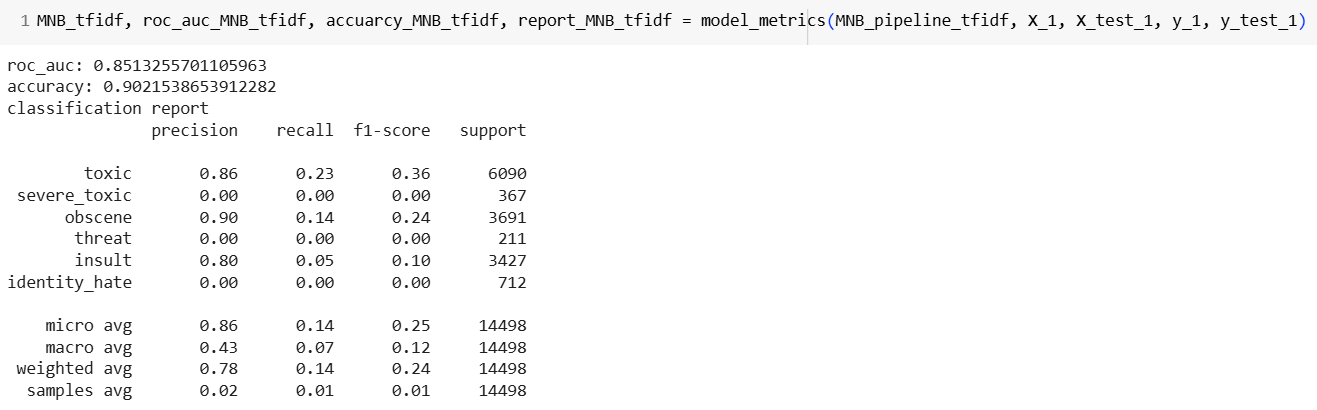 1 MNB_tfidf, roc_auc_MNB_tfidf, accuarcy_MNB_tfidf, report_MNB_tfidf = model_metrics(MNB_pipeline_tfidf, X_1, X_test_1, y_1, y_test_1)
roc_auc: 0.8513255701105963
accuracy: 0.9021538653912282
classification report
precision recall f1-score support
toxic 0.86 0.23 0.36 6090
severe_toxic 0.00 0.00 0.00 367
obscene 0.90 0.14 0.24 3691
threat 0.00 0.00 0.00 211
insult 0.80 0.05 0.10 3427
identity_hate 0.00 0.00 0.00 712
micro avg 0.86 0.14 0.25 14498
macro avg 0.43 0.07 0.12 14498
weighted avg 0.78 0.14 0.24 14498
samples avg 0.02 0.01 0.01 14498